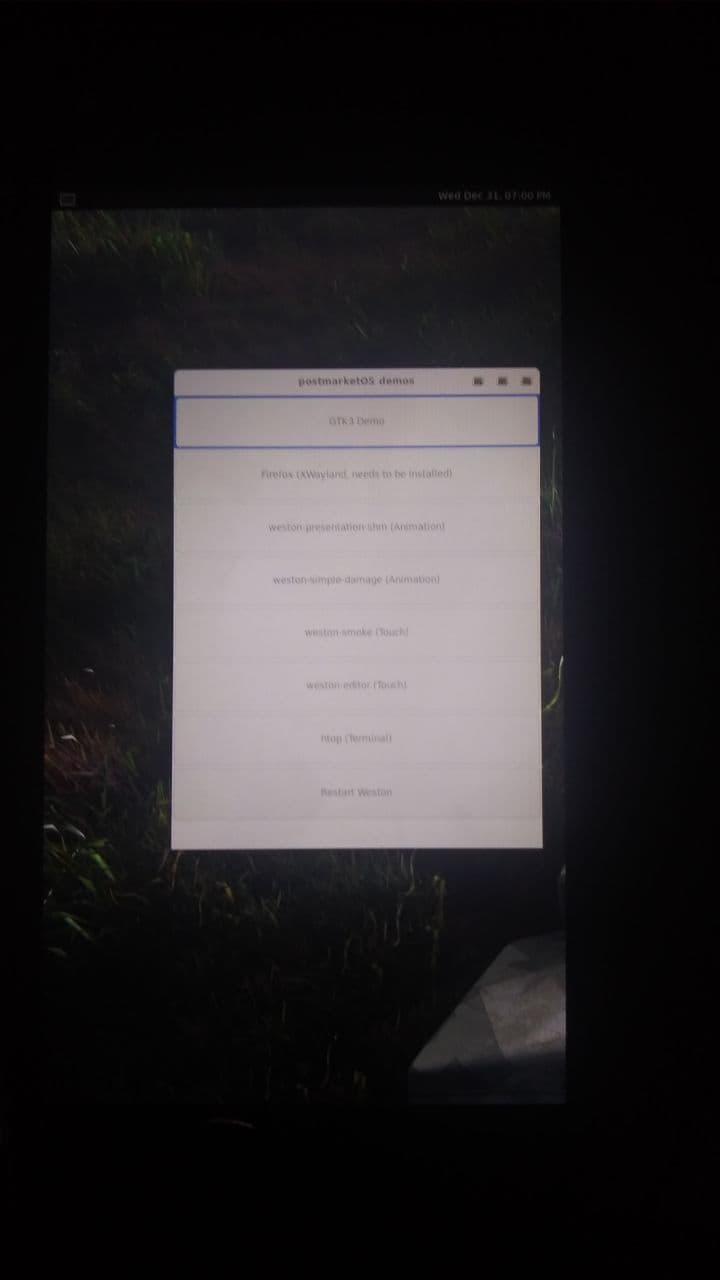 Wed Dec 31, 07:00 PM
postmarketOS demos
GTK3 Demo
Firefox (XWayland, needs to be installed)
weston-presentation-shm (Animation)
weston-simple-damage (Animation)
weston-smoke (Touch)
weston-editor (Touch)
htop (Terminal)
Restart Weston